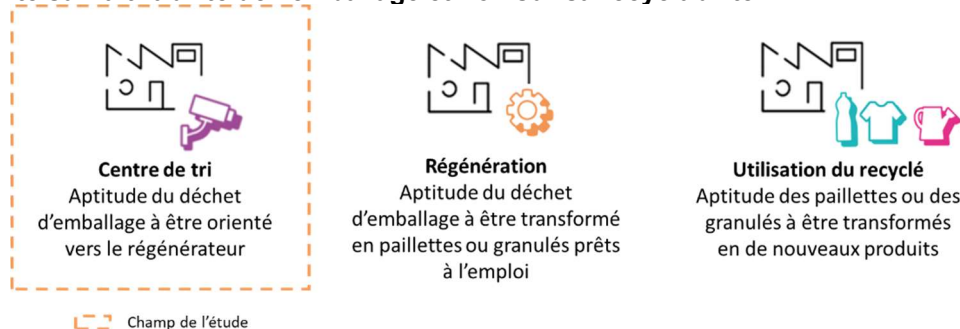 Centre de tri
Aptitude du déchet
d'emballage à être orienté
vers le régénérateur
Régénération
Aptitude du déchet
d'emballage à être transformé
en paillettes ou granulés prêts
à l'emploi
Utilisation du recyclé
Aptitude des paillettes ou des
granulés à être transformés
en de nouveaux produits
Champ de l'étude